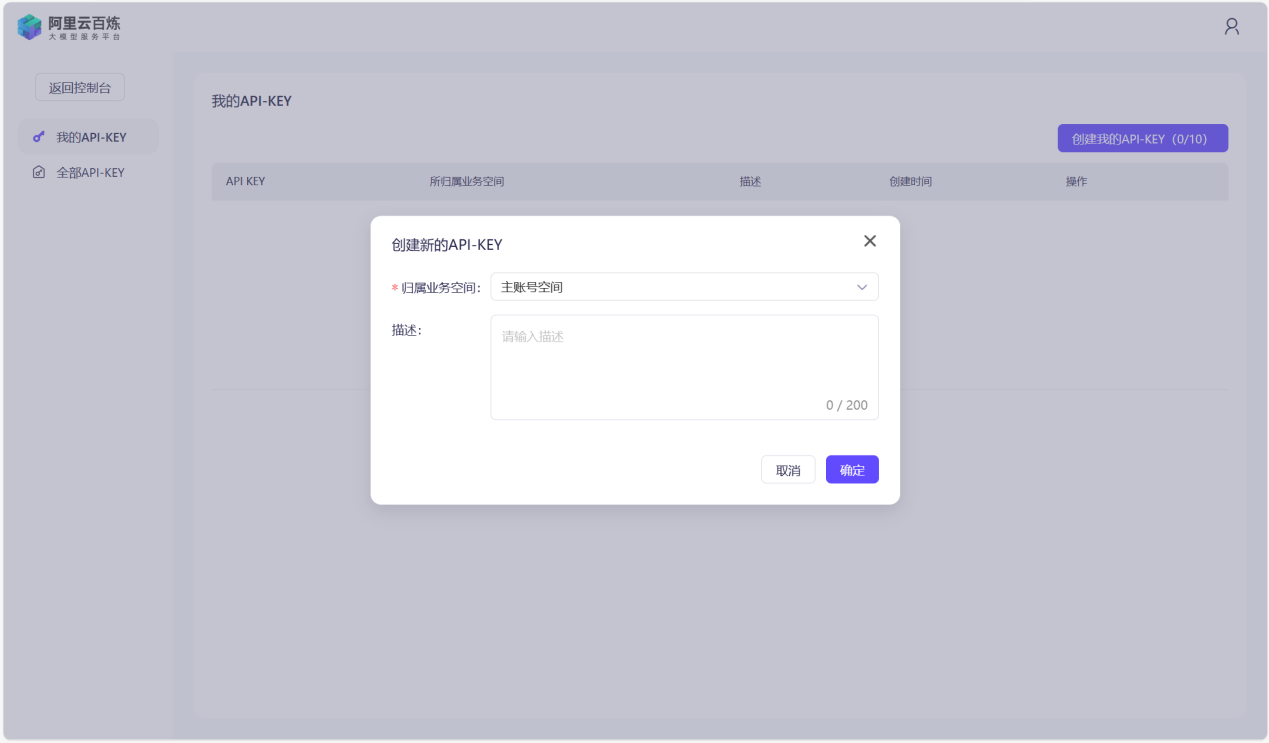 阿里云百炼
大模型服务平台
返回控制台
我的API-KEY
全部API-KEY
我的API-KEY
创建我的API-KEY（0/10）
API KEY 所归属业务空间 描述 创建时间 操作
创建新的API-KEY
* 归属业务空间： 主账号空间
描述： 请输入描述
0 / 200
取消 确定